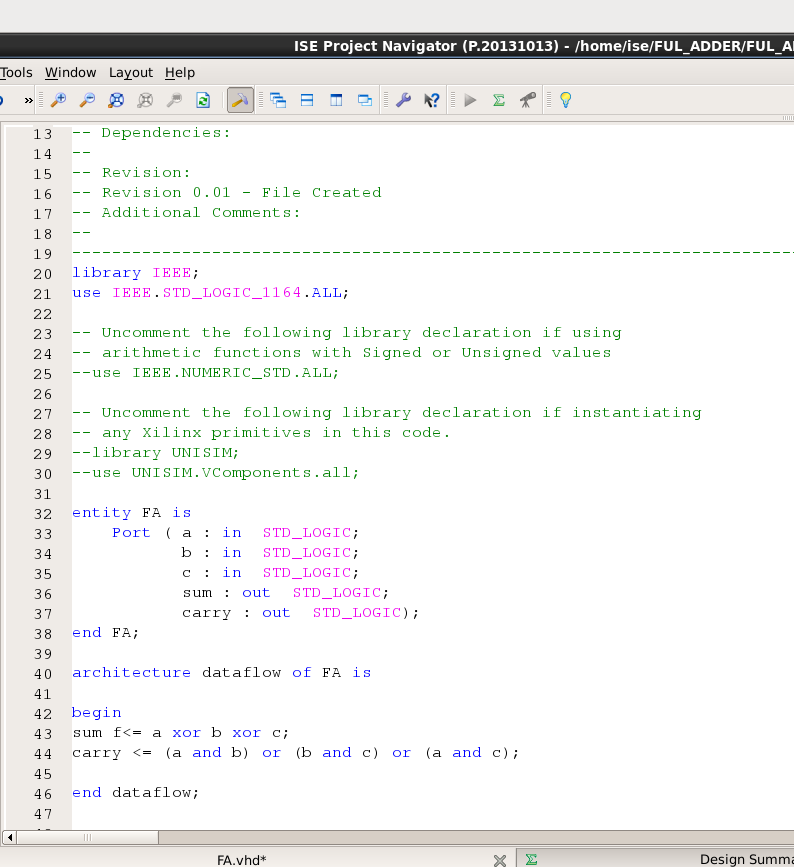 ISE Project Navigator (P.20131013) - /home/ise/FUL_ADDER/FUL_A
Tools Window Layout Help
»
13 -- Dependencies:
14 --
15 -- Revision:
16 -- Revision 0.01 - File Created
17 -- Additional Comments:
18 --
19 ----------------------------------------------------------------------------------
20 library IEEE;
21 use IEEE.STD_LOGIC_1164.ALL;
22
23 -- Uncomment the following library declaration if using
24 -- arithmetic functions with Signed or Unsigned values
25 --use IEEE.NUMERIC_STD.ALL;
26
27 -- Uncomment the following library declaration if instantiating
28 -- any Xilinx primitives in this code.
29 --library UNISIM;
30 --use UNISIM.VComponents.all;
31
32 entity FA is
33     Port ( a : in  STD_LOGIC;
34            b : in  STD_LOGIC;
35            c : in  STD_LOGIC;
36            sum : out  STD_LOGIC;
37            carry : out  STD_LOGIC);
38 end FA;
39
40 architecture dataflow of FA is
41
42 begin
43 sum f<= a xor b xor c;
44 carry <= (a and b) or (b and c) or (a and c);
45
46 end dataflow;
47
FA.vhd*
Design Summa